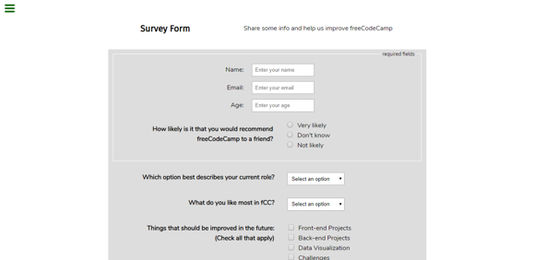 Survey Form
Share some info and help us improve freeCodeCamp
required fields
Name: Enter your name
Email: Enter your email
Age: Enter your age
How likely is it that you would recommend
freeCodeCamp to a friend?
Very likely
Don't know
Not likely
Which option best describes your current role? Select an option
What do you like most in fCC? Select an option
Things that should be improved in the future:
(Check all that apply)
Front-end Projects
Back-end Projects
Data Visualization
Challenges